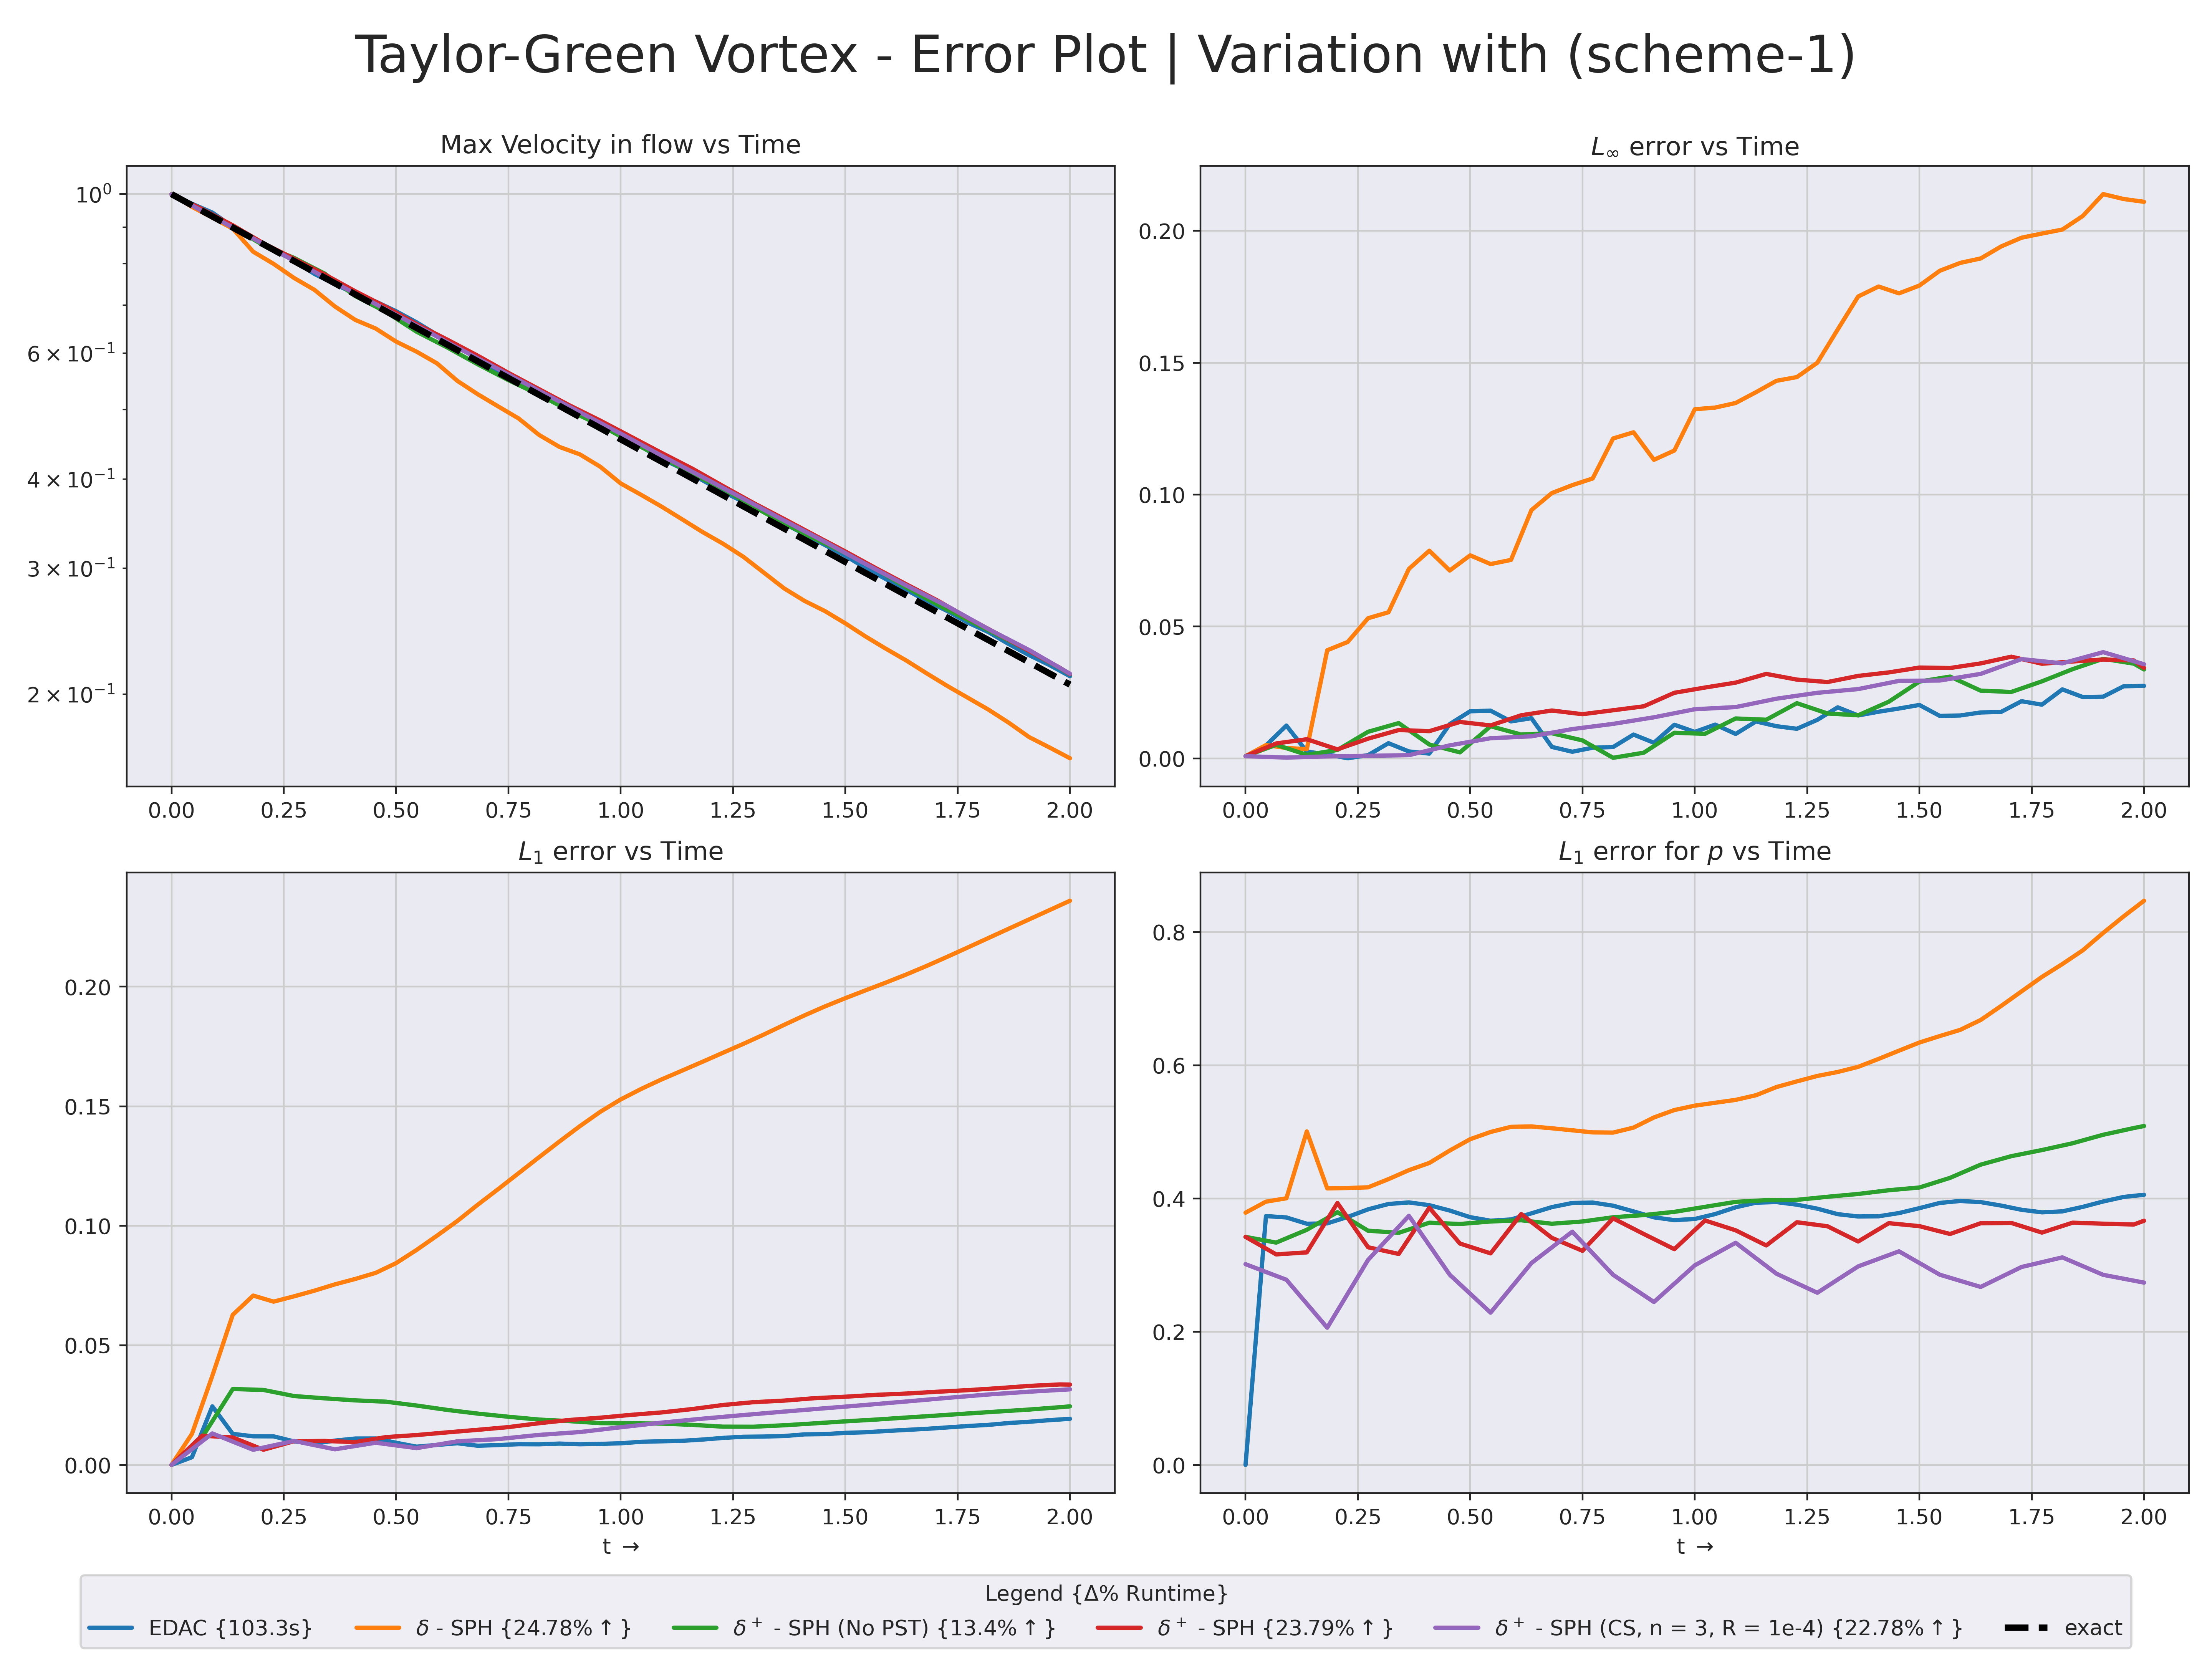 Taylor-Green Vortex - Error Plot | Variation with (scheme-1)
Max Velocity in flow vs Time
10⁰
6 × 10⁻¹
4 × 10⁻¹
3 × 10⁻¹
2 × 10⁻¹
0.00 0.25 0.50 0.75 1.00 1.25 1.50 1.75 2.00
L∞ error vs Time
0.20
0.15
0.10
0.05
0.00
0.00 0.25 0.50 0.75 1.00 1.25 1.50 1.75 2.00
L₁ error vs Time
0.20
0.15
0.10
0.05
0.00
0.00 0.25 0.50 0.75 1.00 1.25 1.50 1.75 2.00
t →
L₁ error for p vs Time
0.8
0.6
0.4
0.2
0.0
0.00 0.25 0.50 0.75 1.00 1.25 1.50 1.75 2.00
t →
Legend {Δ% Runtime}
EDAC {103.3s} δ - SPH {24.78% ↑} δ⁺ - SPH (No PST) {13.4% ↑} δ⁺ - SPH {23.79% ↑} δ⁺ - SPH (CS, n = 3, R = 1e-4) {22.78% ↑} exact